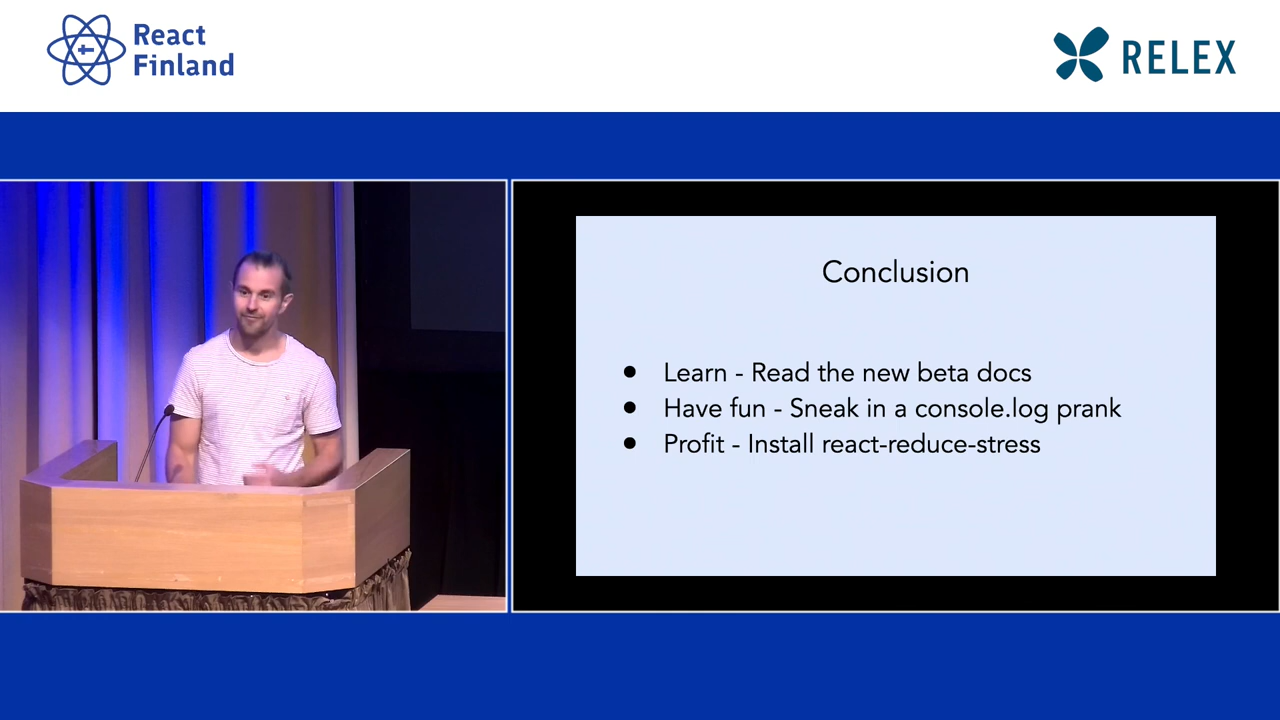 React
Finland
RELEX
Conclusion
● Learn - Read the new beta docs
● Have fun - Sneak in a console.log prank
● Profit - Install react-reduce-stress